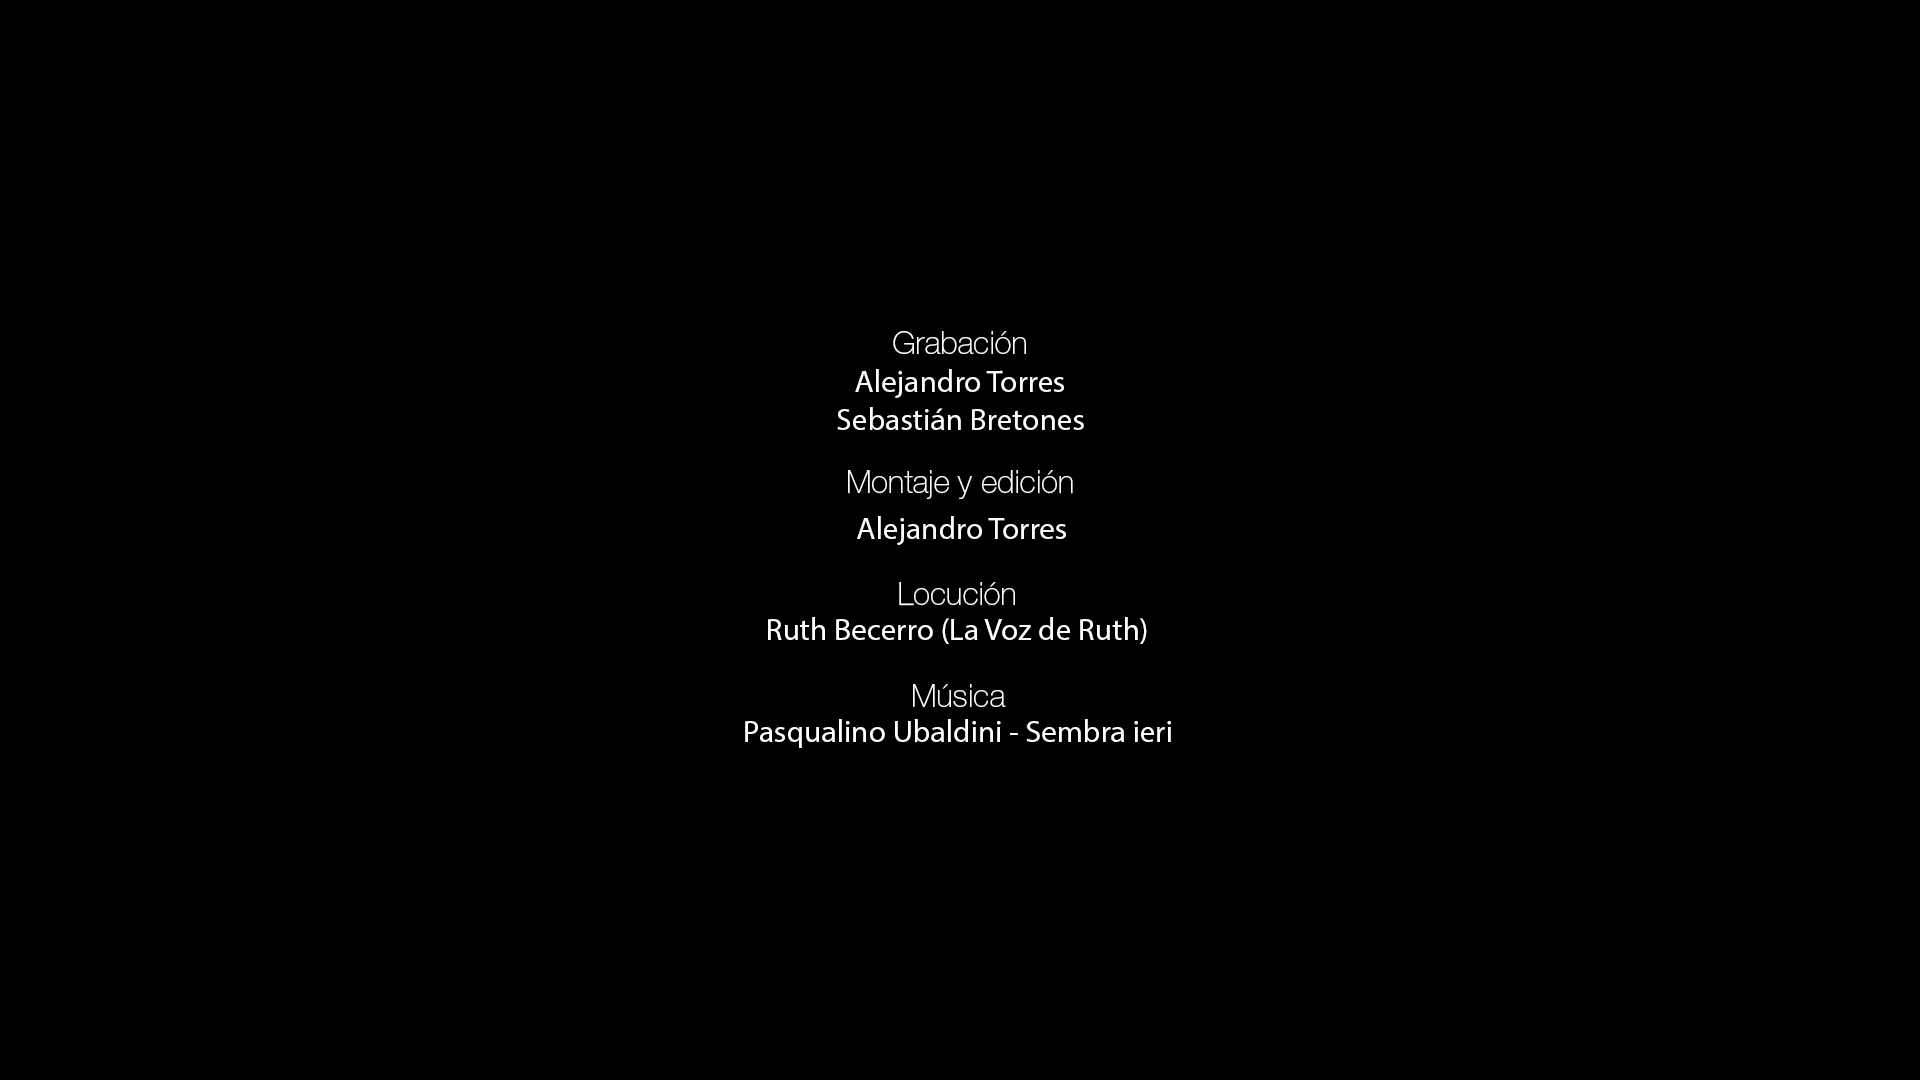 Grabación
Alejandro Torres
Sebastián Bretones
Montaje y edición
Alejandro Torres
Locución
Ruth Becerro (La Voz de Ruth)
Música
Pasqualino Ubaldini - Sembra ieri